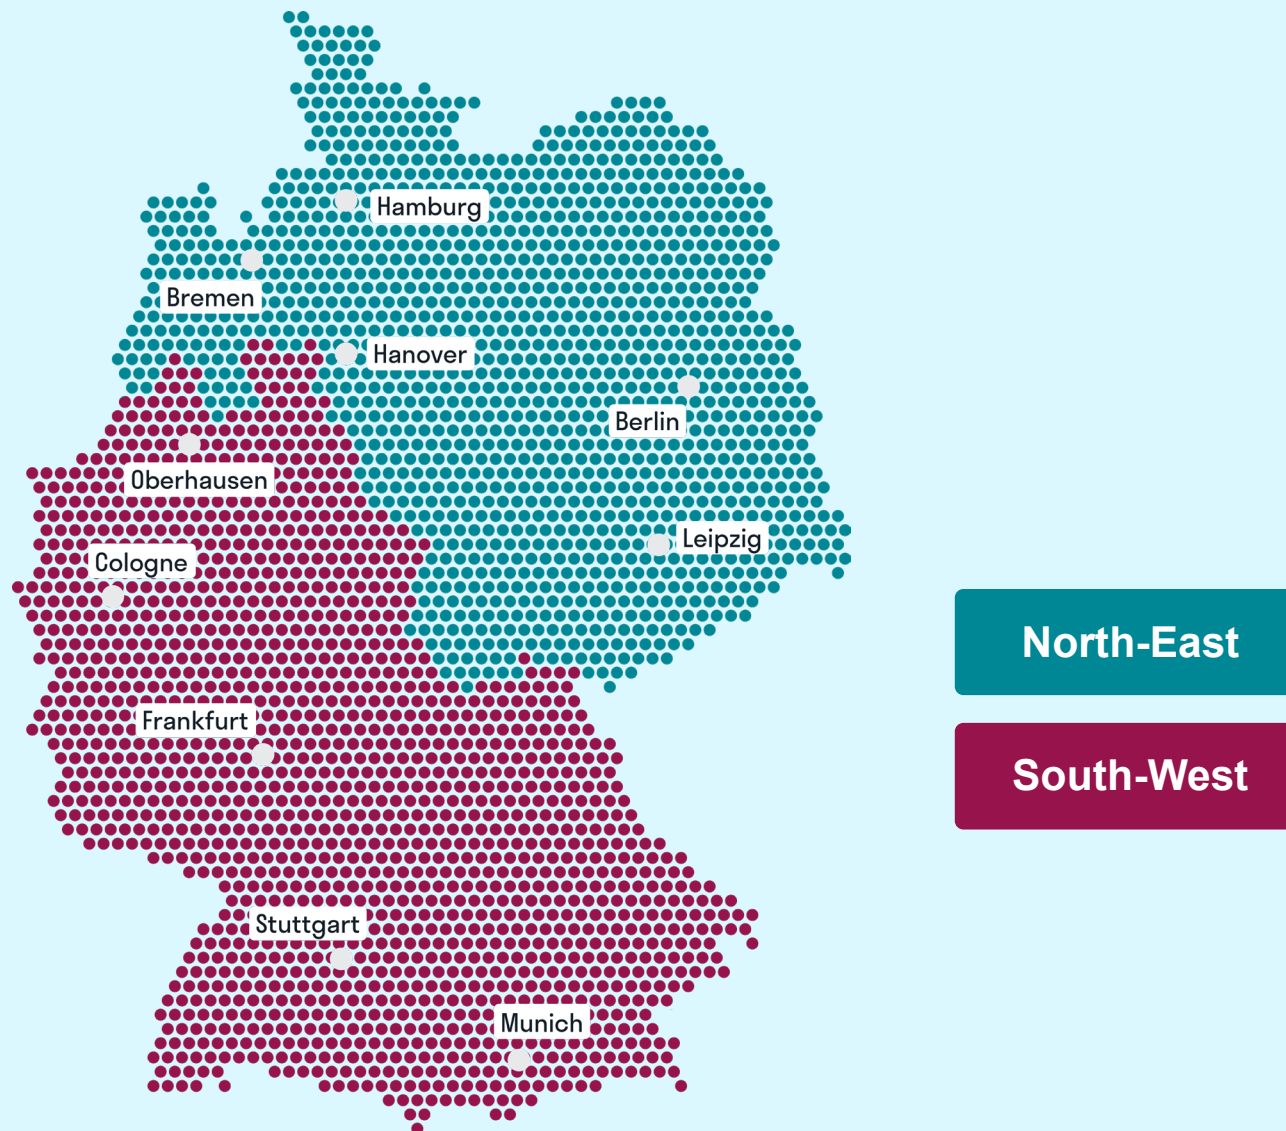 Hamburg
Bremen
Hanover
Berlin
Oberhausen
Leipzig
Cologne
North-East
Frankfurt
South-West
Stuttgart
Munich